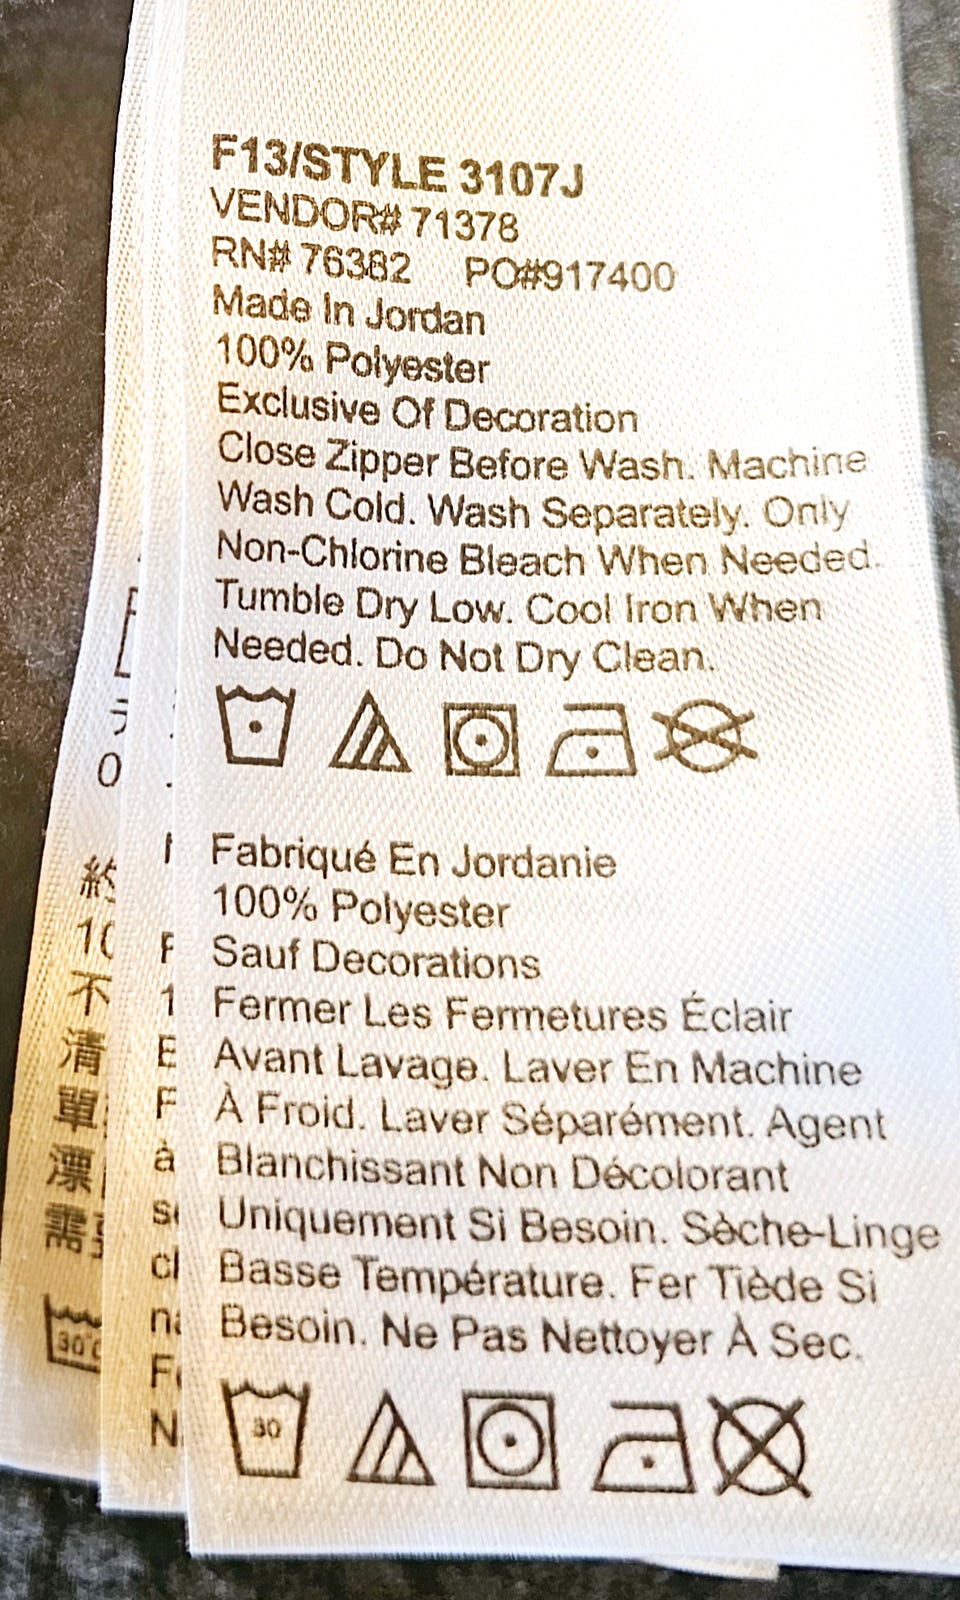 F13/STYLE 3107J
VENDOR# 71378
RN# 76382 PO#917400
Made In Jordan
100% Polyester
Exclusive Of Decoration
Close Zipper Before Wash. Machine
Wash Cold. Wash Separately. Only
Non-Chlorine Bleach When Needed.
Tumble Dry Low. Cool Iron When
Needed. Do Not Dry Clean.
Fabriqué En Jordanie
100% Polyester
Sauf Decorations
Fermer Les Fermetures Éclair
Avant Lavage. Laver En Machine
À Froid. Laver Séparément. Agent
Blanchissant Non Décolorant
Uniquement Si Besoin. Sèche-Linge
Basse Température. Fer Tiède Si
Besoin. Ne Pas Nettoyer À Sec.
30